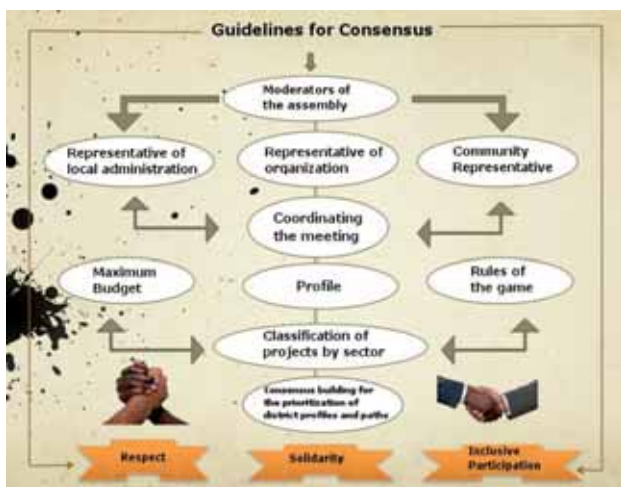 Guidelines for Consensus
Moderators of
the assembly
Representative of
local administration
Representative of
organization
Community
Representative
Coordinating
the meeting
Maximum
Budget
Profile
Rules of
the game
Classification of
projects by sector
Consensus building for
the prioritization of
district profiles and paths
Respect
Solidarity
Inclusive
Participation